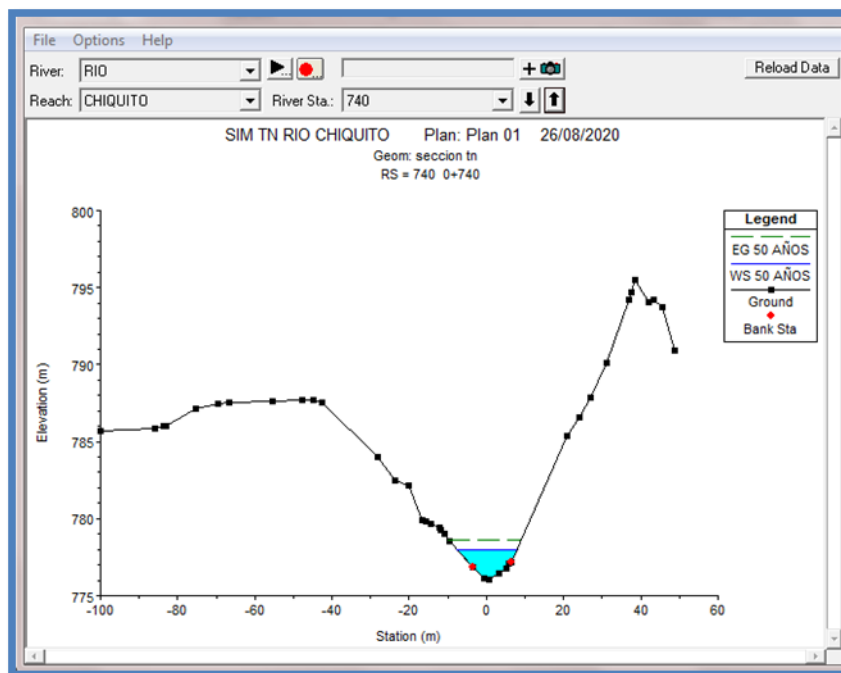 File Options Help
River: RIO
Reload Data
Reach: CHIQUITO River Sta.: 740
SIM TN RIO CHIQUITO Plan: Plan 01 26/08/2020
Geom: seccion tn
RS = 740 0+740
Legend
EG 50 AÑOS
WS 50 AÑOS
Ground
Bank Sta
Elevation (m)
800
795
790
785
780
775
-100 -80 -60 -40 -20 0 20 40 60
Station (m)